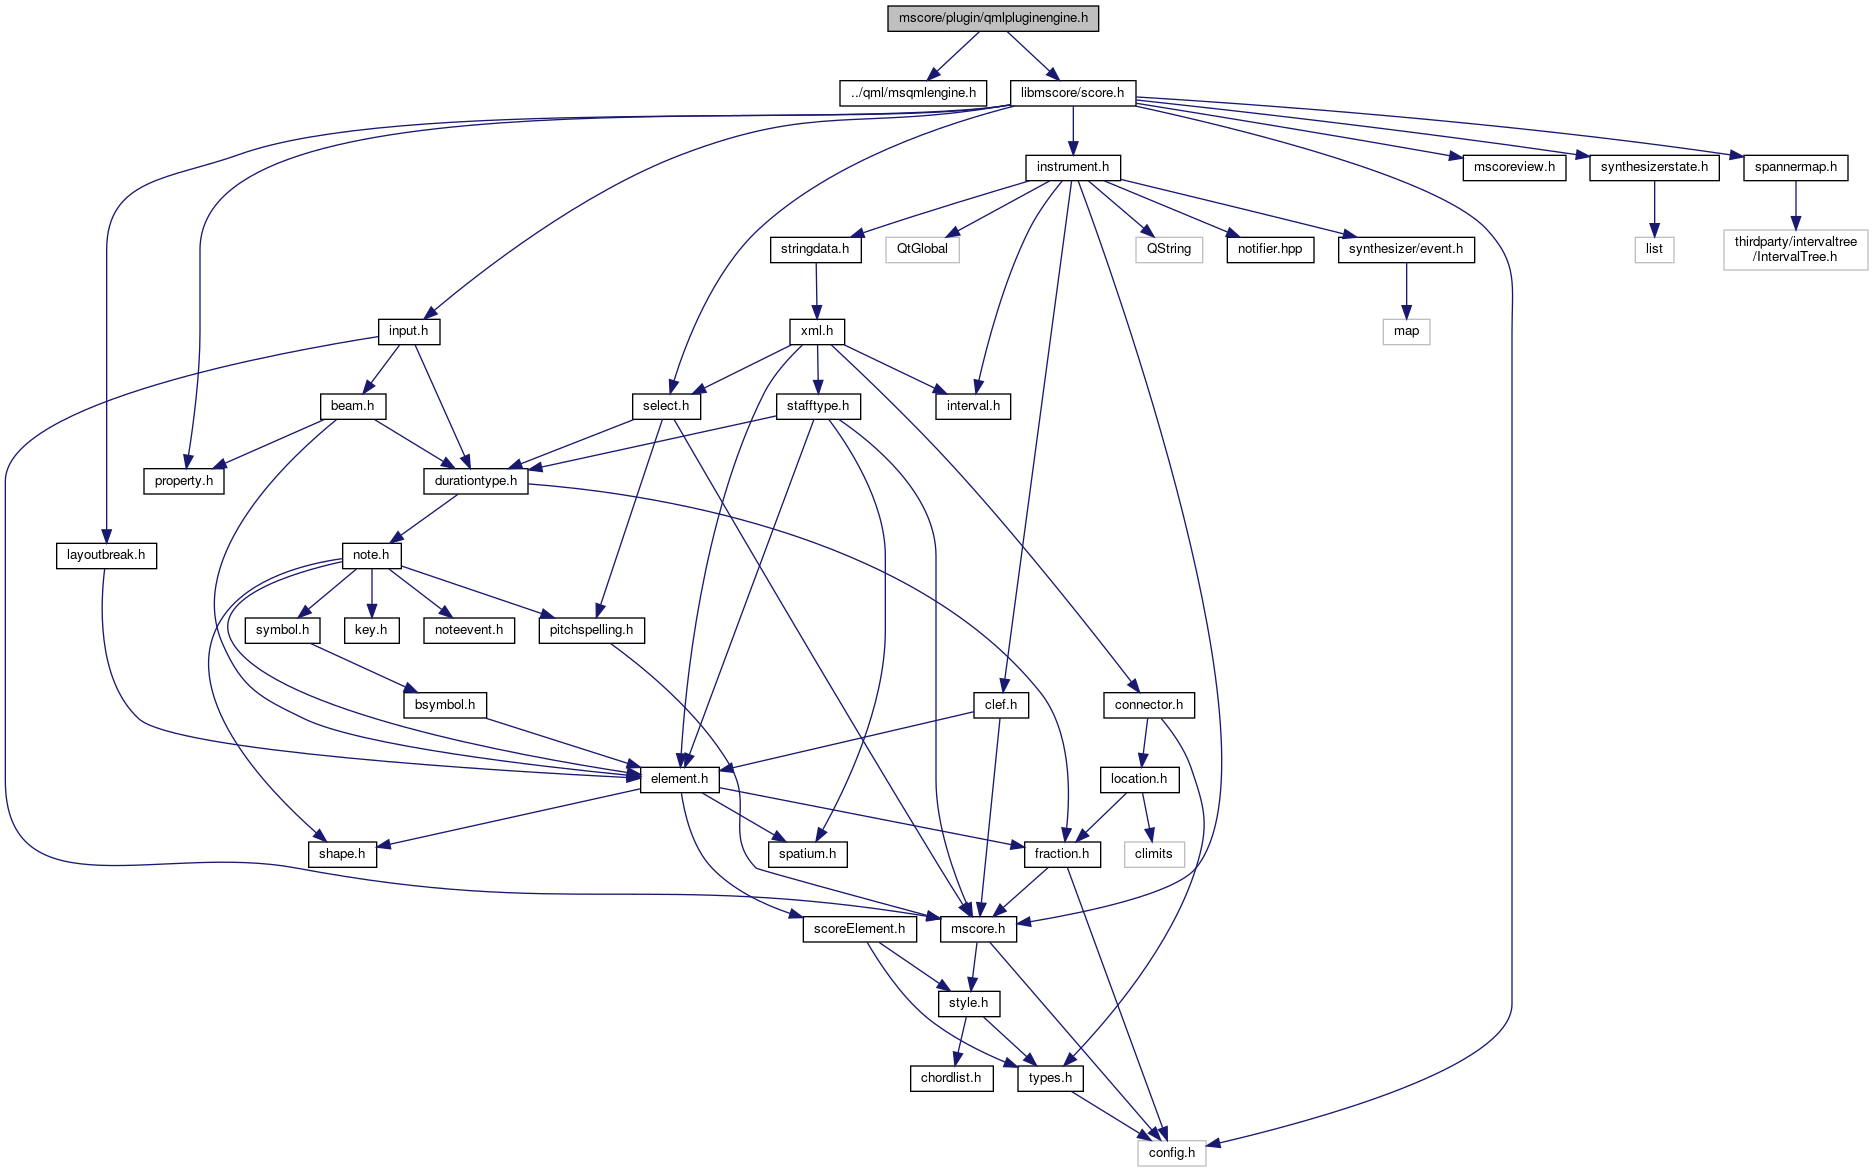 mscore/plugin/qmlpluginengine.h
../qml/msqmlengine.h
libmscore/score.h
instrument.h
mscoreview.h
synthesizerstate.h
spannermap.h
stringdata.h
QtGlobal
QString
notifier.hpp
synthesizer/event.h
list
thirdparty/intervaltree
/IntervalTree.h
input.h
xml.h
map
beam.h
select.h
stafftype.h
interval.h
property.h
durationtype.h
layoutbreak.h
note.h
symbol.h
key.h
noteevent.h
pitchspelling.h
bsymbol.h
clef.h
connector.h
element.h
location.h
shape.h
spatium.h
fraction.h
climits
scoreElement.h
mscore.h
style.h
chordlist.h
types.h
config.h